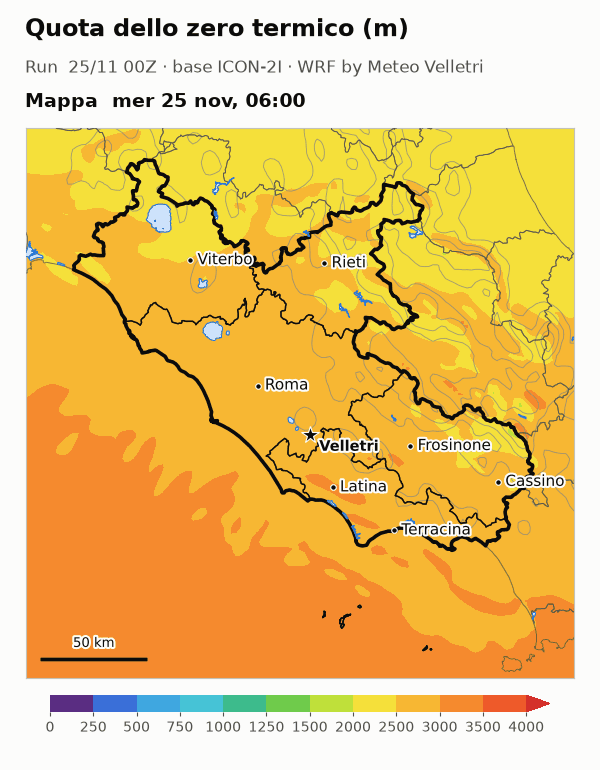 Quota dello zero termico (m)
Run  25/11 00Z · base ICON-2I · WRF by Meteo Velletri
Mappa  mer 25 nov, 06:00
Viterbo
Rieti
Roma
Velletri
Frosinone
Latina
Cassino
Terracina
50 km
0 250 500 750 1000 1250 1500 2000 2500 3000 3500 4000